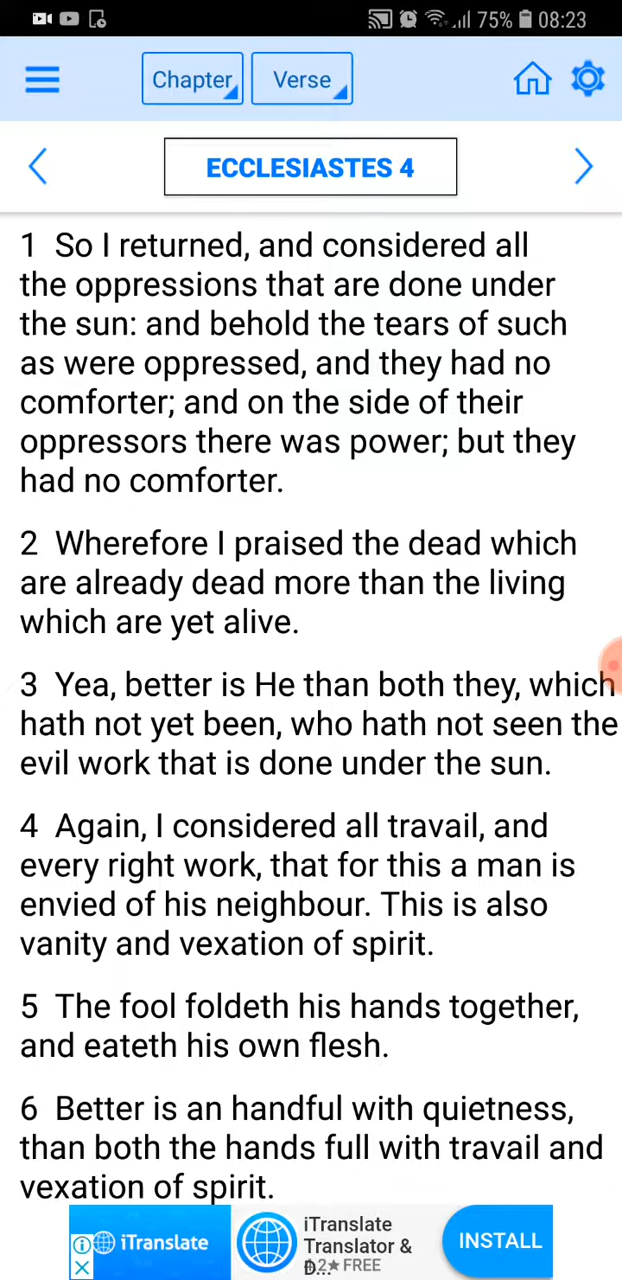 75% 08:23
Chapter Verse
ECCLESIASTES 4
1 So I returned, and considered all
the oppressions that are done under
the sun: and behold the tears of such
as were oppressed, and they had no
comforter; and on the side of their
oppressors there was power; but they
had no comforter.
2 Wherefore I praised the dead which
are already dead more than the living
which are yet alive.
3 Yea, better is He than both they, which
hath not yet been, who hath not seen the
evil work that is done under the sun.
4 Again, I considered all travail, and
every right work, that for this a man is
envied of his neighbour. This is also
vanity and vexation of spirit.
5 The fool foldeth his hands together,
and eateth his own flesh.
6 Better is an handful with quietness,
than both the hands full with travail and
vexation of spirit.
iTranslate
iTranslate
Translator &
FREE
INSTALL